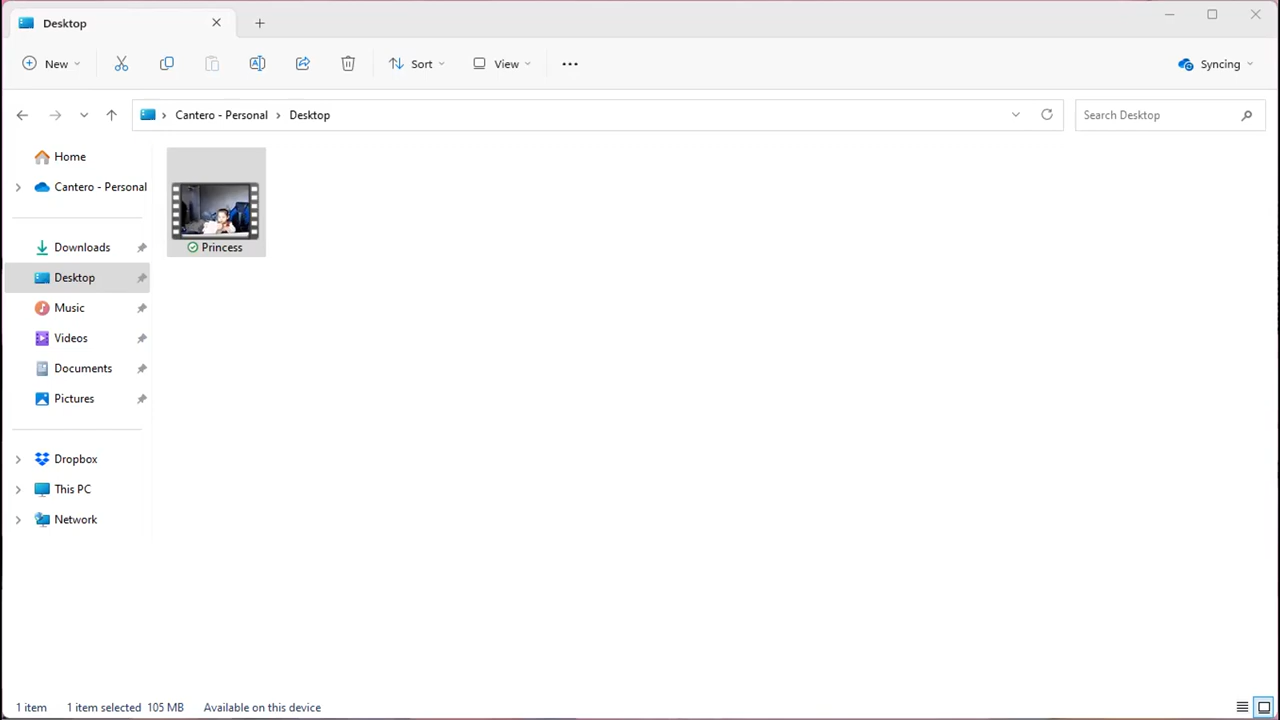 Desktop
New
Sort
View
Syncing
Cantero - Personal > Desktop
Search Desktop
Home
Cantero - Personal
Downloads
Desktop
Music
Videos
Documents
Pictures
Dropbox
This PC
Network
Princess
1 item 1 item selected 105 MB Available on this device